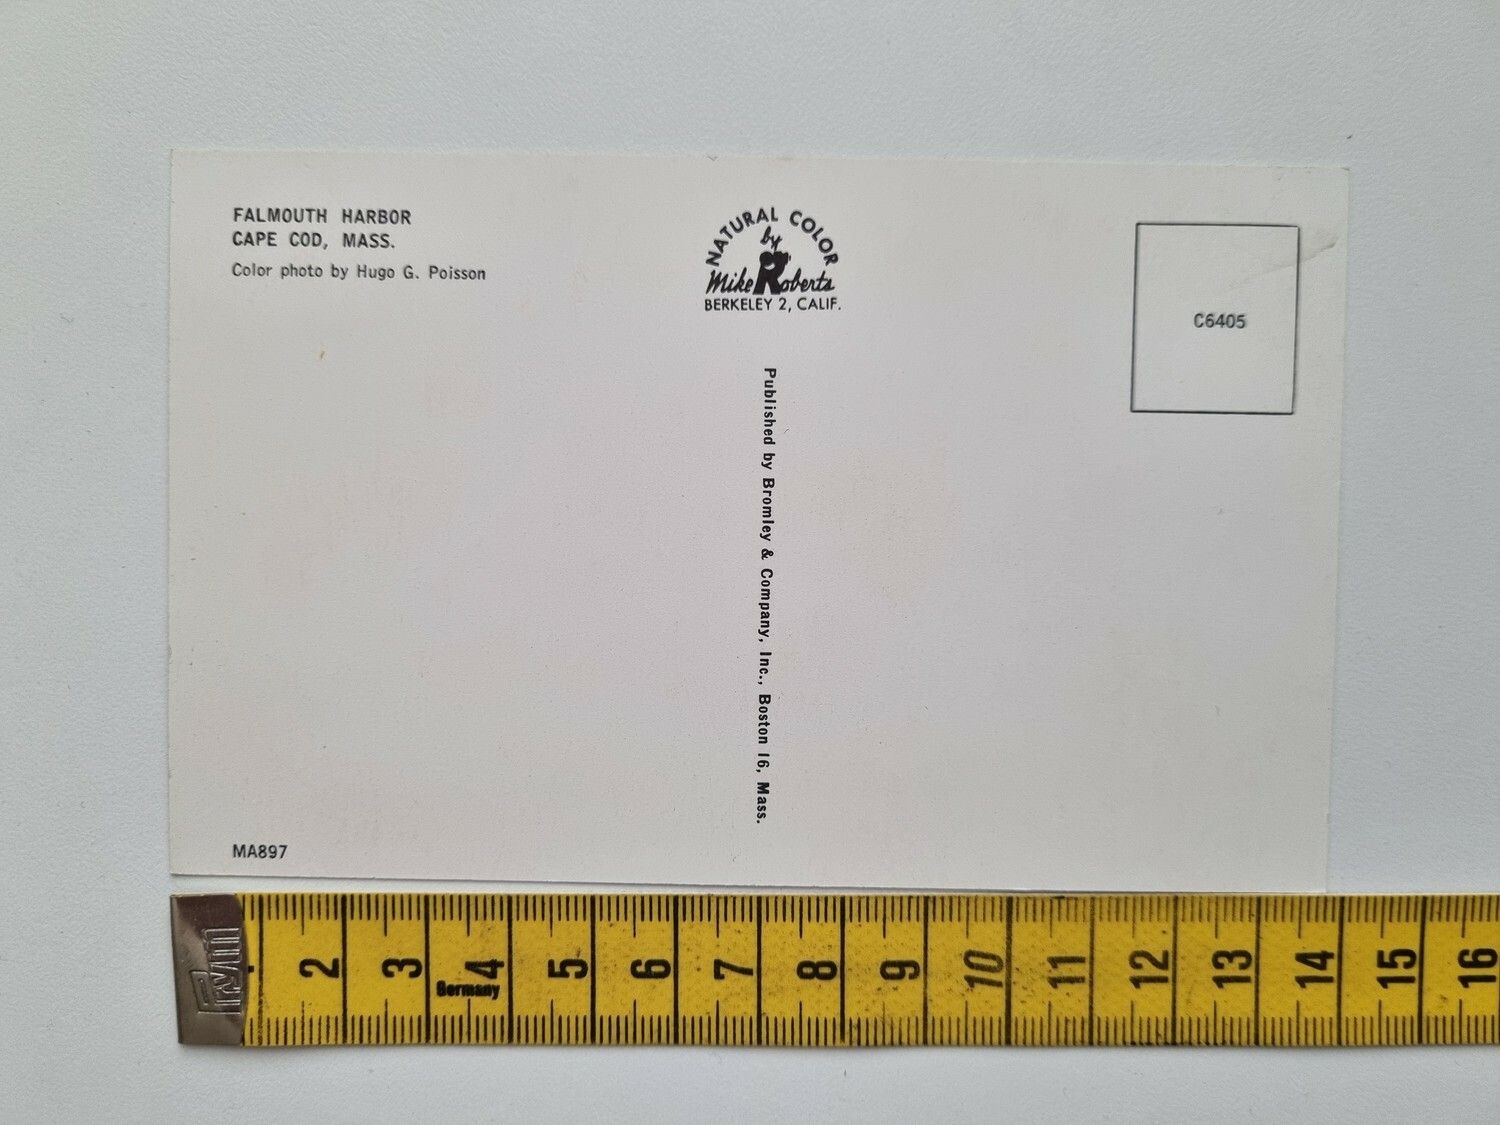 FALMOUTH HARBOR
CAPE COD, MASS.
Color photo by Hugo G. Poisson
NATURAL COLOR
by
Mike Roberts
BERKELEY 2, CALIF.
C6405
Published by Bromley & Company, Inc., Boston 16, Mass.
MA897
Prym
2 3 4 5 6 7 8 9 10 11 12 13 14 15 16
Germany